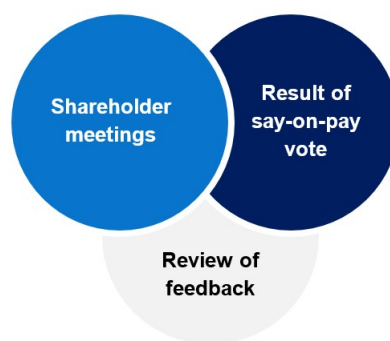 Shareholder
meetings
Result of
say-on-pay
vote
Review of
feedback